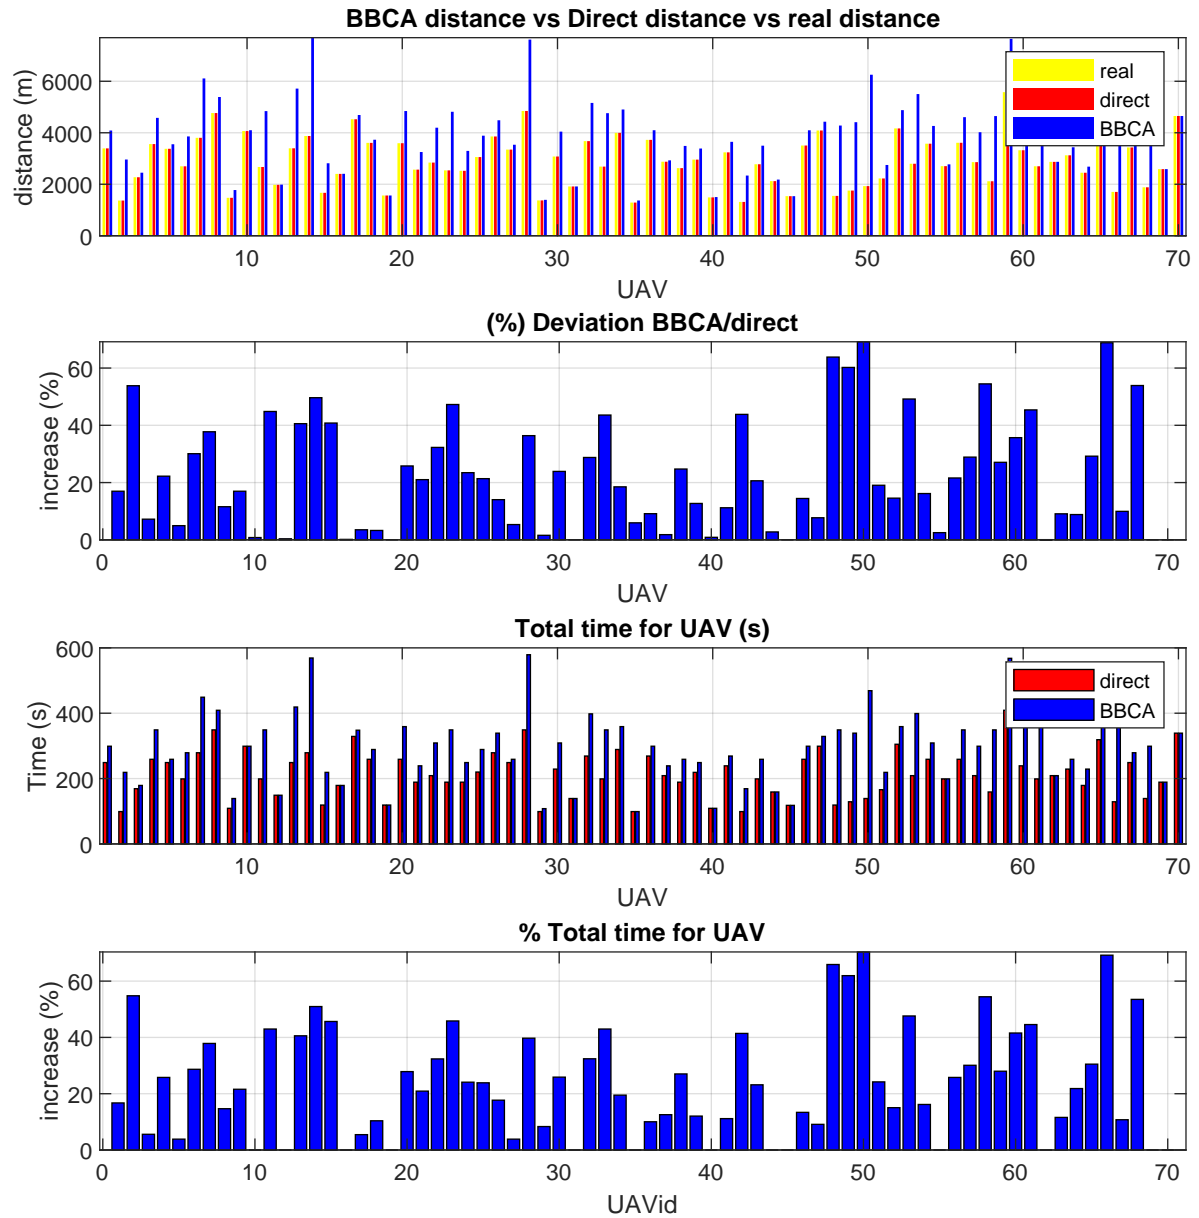 BBCA distance vs Direct distance vs real distance
distance (m)
6000
4000
2000
0
real
direct
BBCA
10 20 30 40 50 60 70
UAV
(%) Deviation BBCA/direct
increase (%)
60
40
20
0
0 10 20 30 40 50 60 70
UAV
Total time for UAV (s)
Time (s)
600
400
200
0
direct
BBCA
10 20 30 40 50 60 70
UAV
% Total time for UAV
increase (%)
60
40
20
0
0 10 20 30 40 50 60 70
UAVid